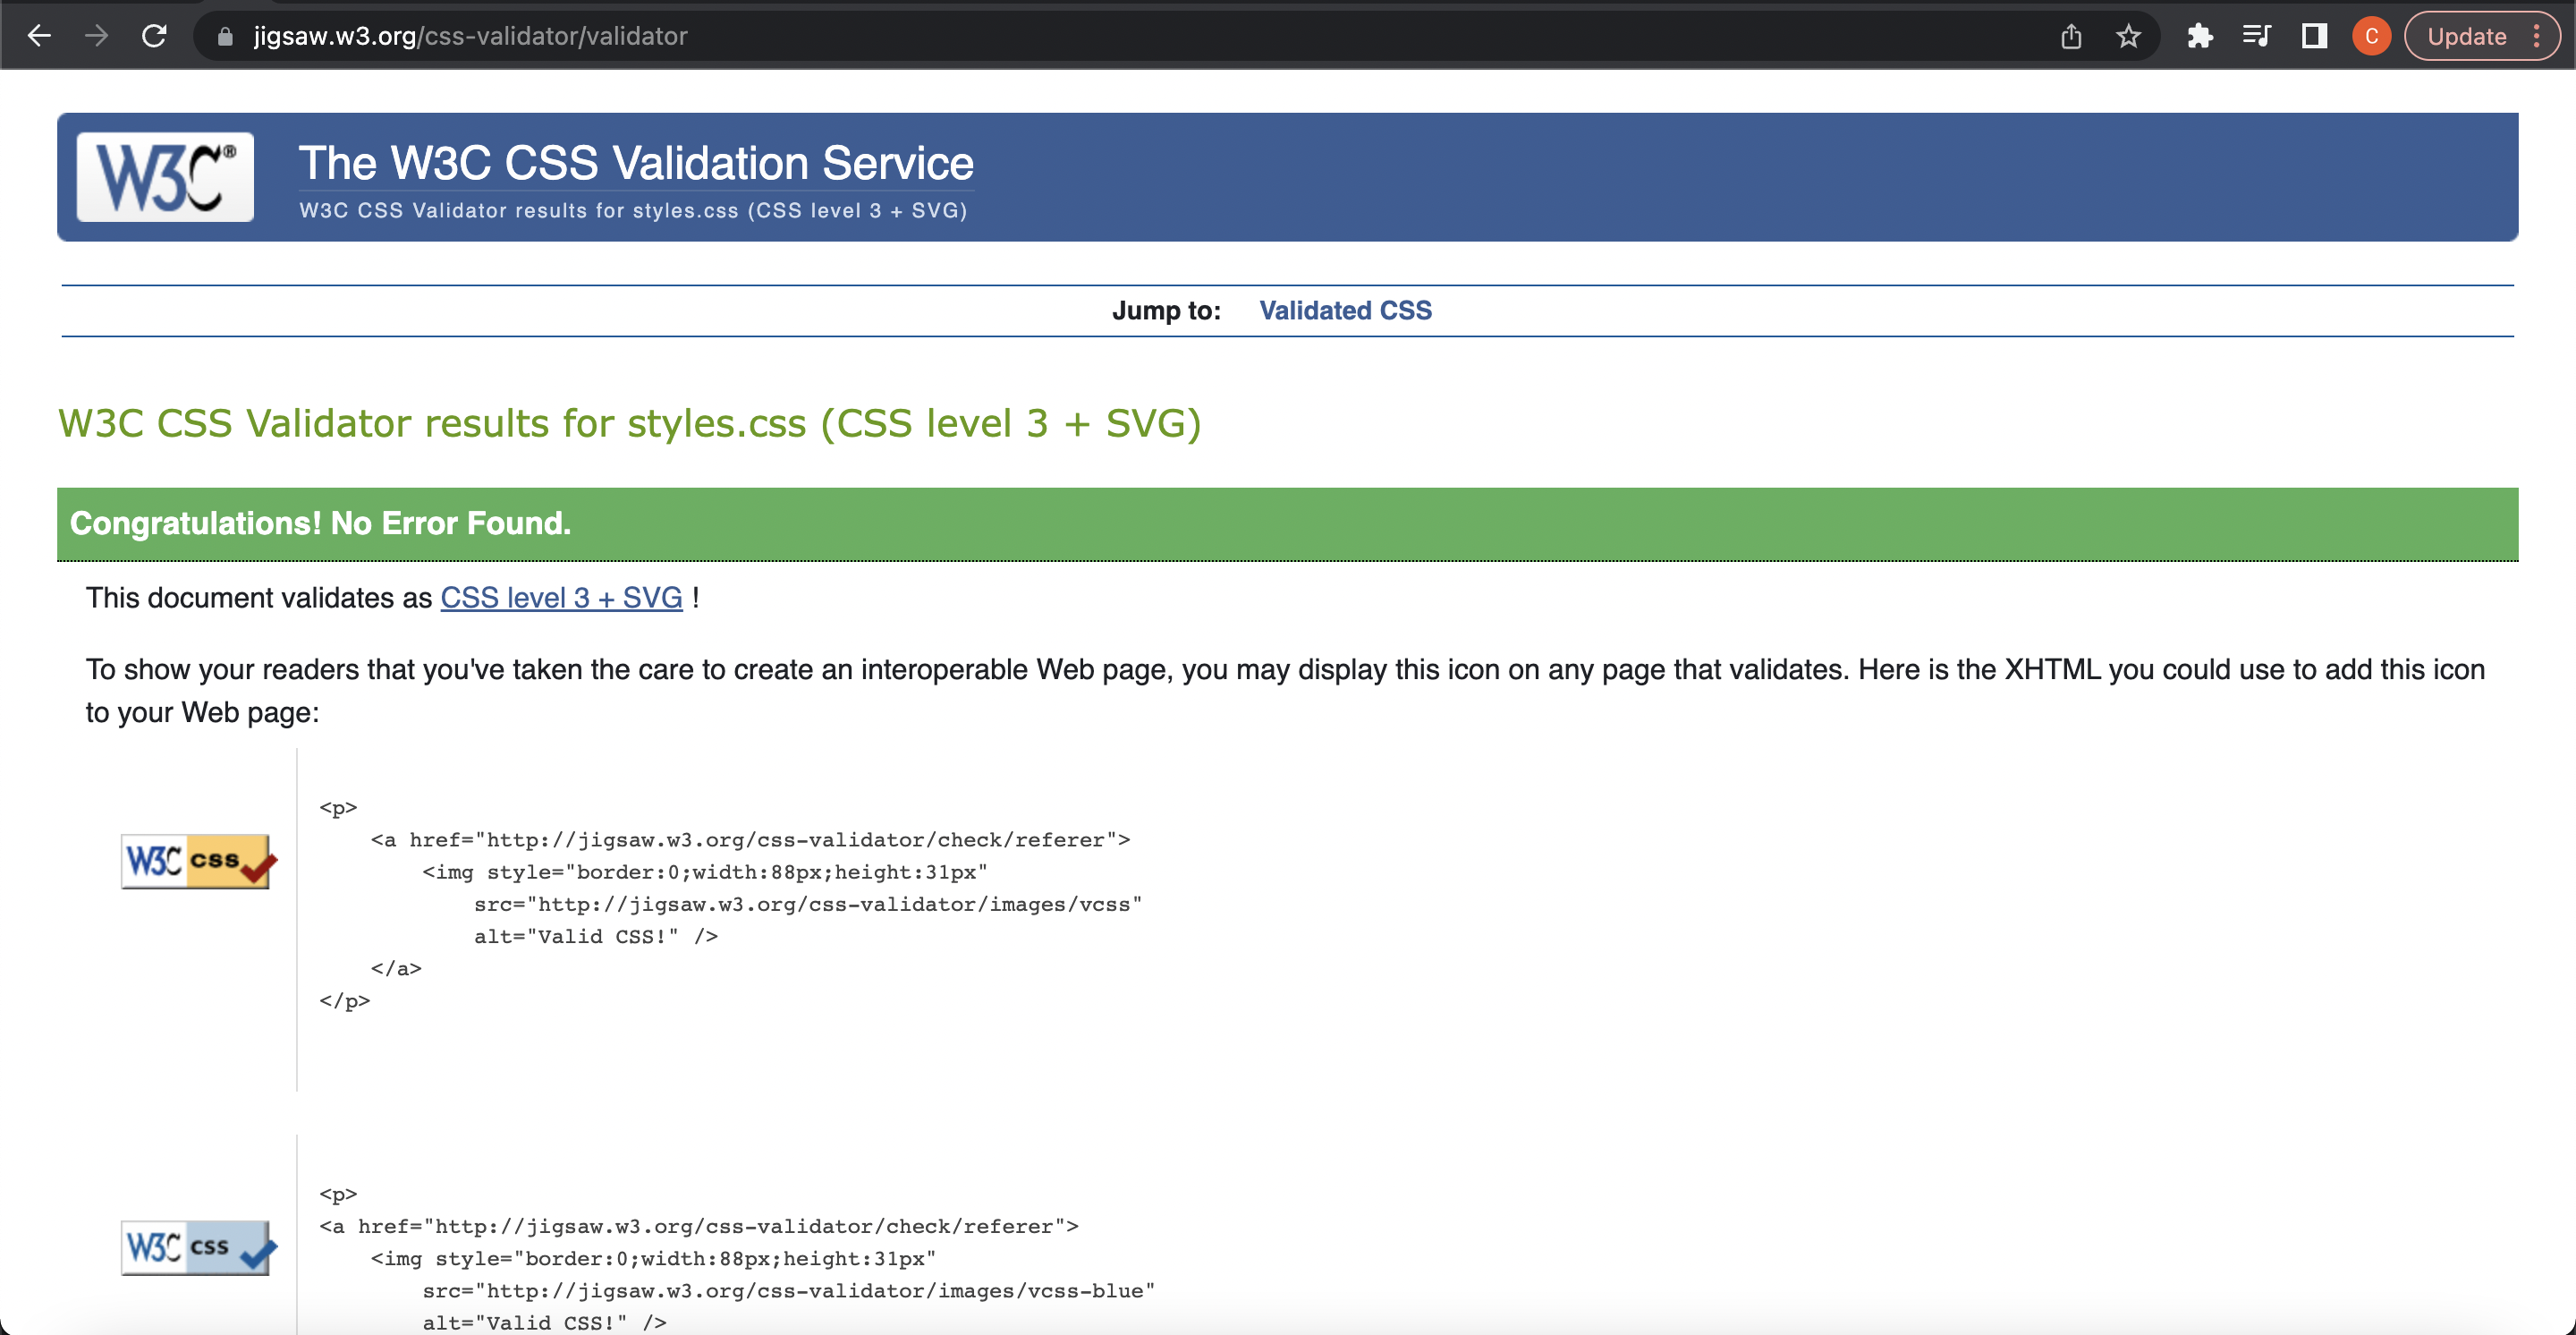 jigsaw.w3.org/css-validator/validator
C
Update
W3C®
The W3C CSS Validation Service
W3C CSS Validator results for styles.css (CSS level 3 + SVG)
Jump to: Validated CSS
W3C CSS Validator results for styles.css (CSS level 3 + SVG)
Congratulations! No Error Found.
This document validates as CSS level 3 + SVG !
To show your readers that you've taken the care to create an interoperable Web page, you may display this icon on any page that validates. Here is the XHTML you could use to add this icon
to your Web page:
W3C css
<p>
<a href="http://jigsaw.w3.org/css-validator/check/referer">
<img style="border:0;width:88px;height:31px"
src="http://jigsaw.w3.org/css-validator/images/vcss"
alt="Valid CSS!" />
</a>
</p>
W3C css
<p>
<a href="http://jigsaw.w3.org/css-validator/check/referer">
<img style="border:0;width:88px;height:31px"
src="http://jigsaw.w3.org/css-validator/images/vcss-blue"
alt="Valid CSS!" />